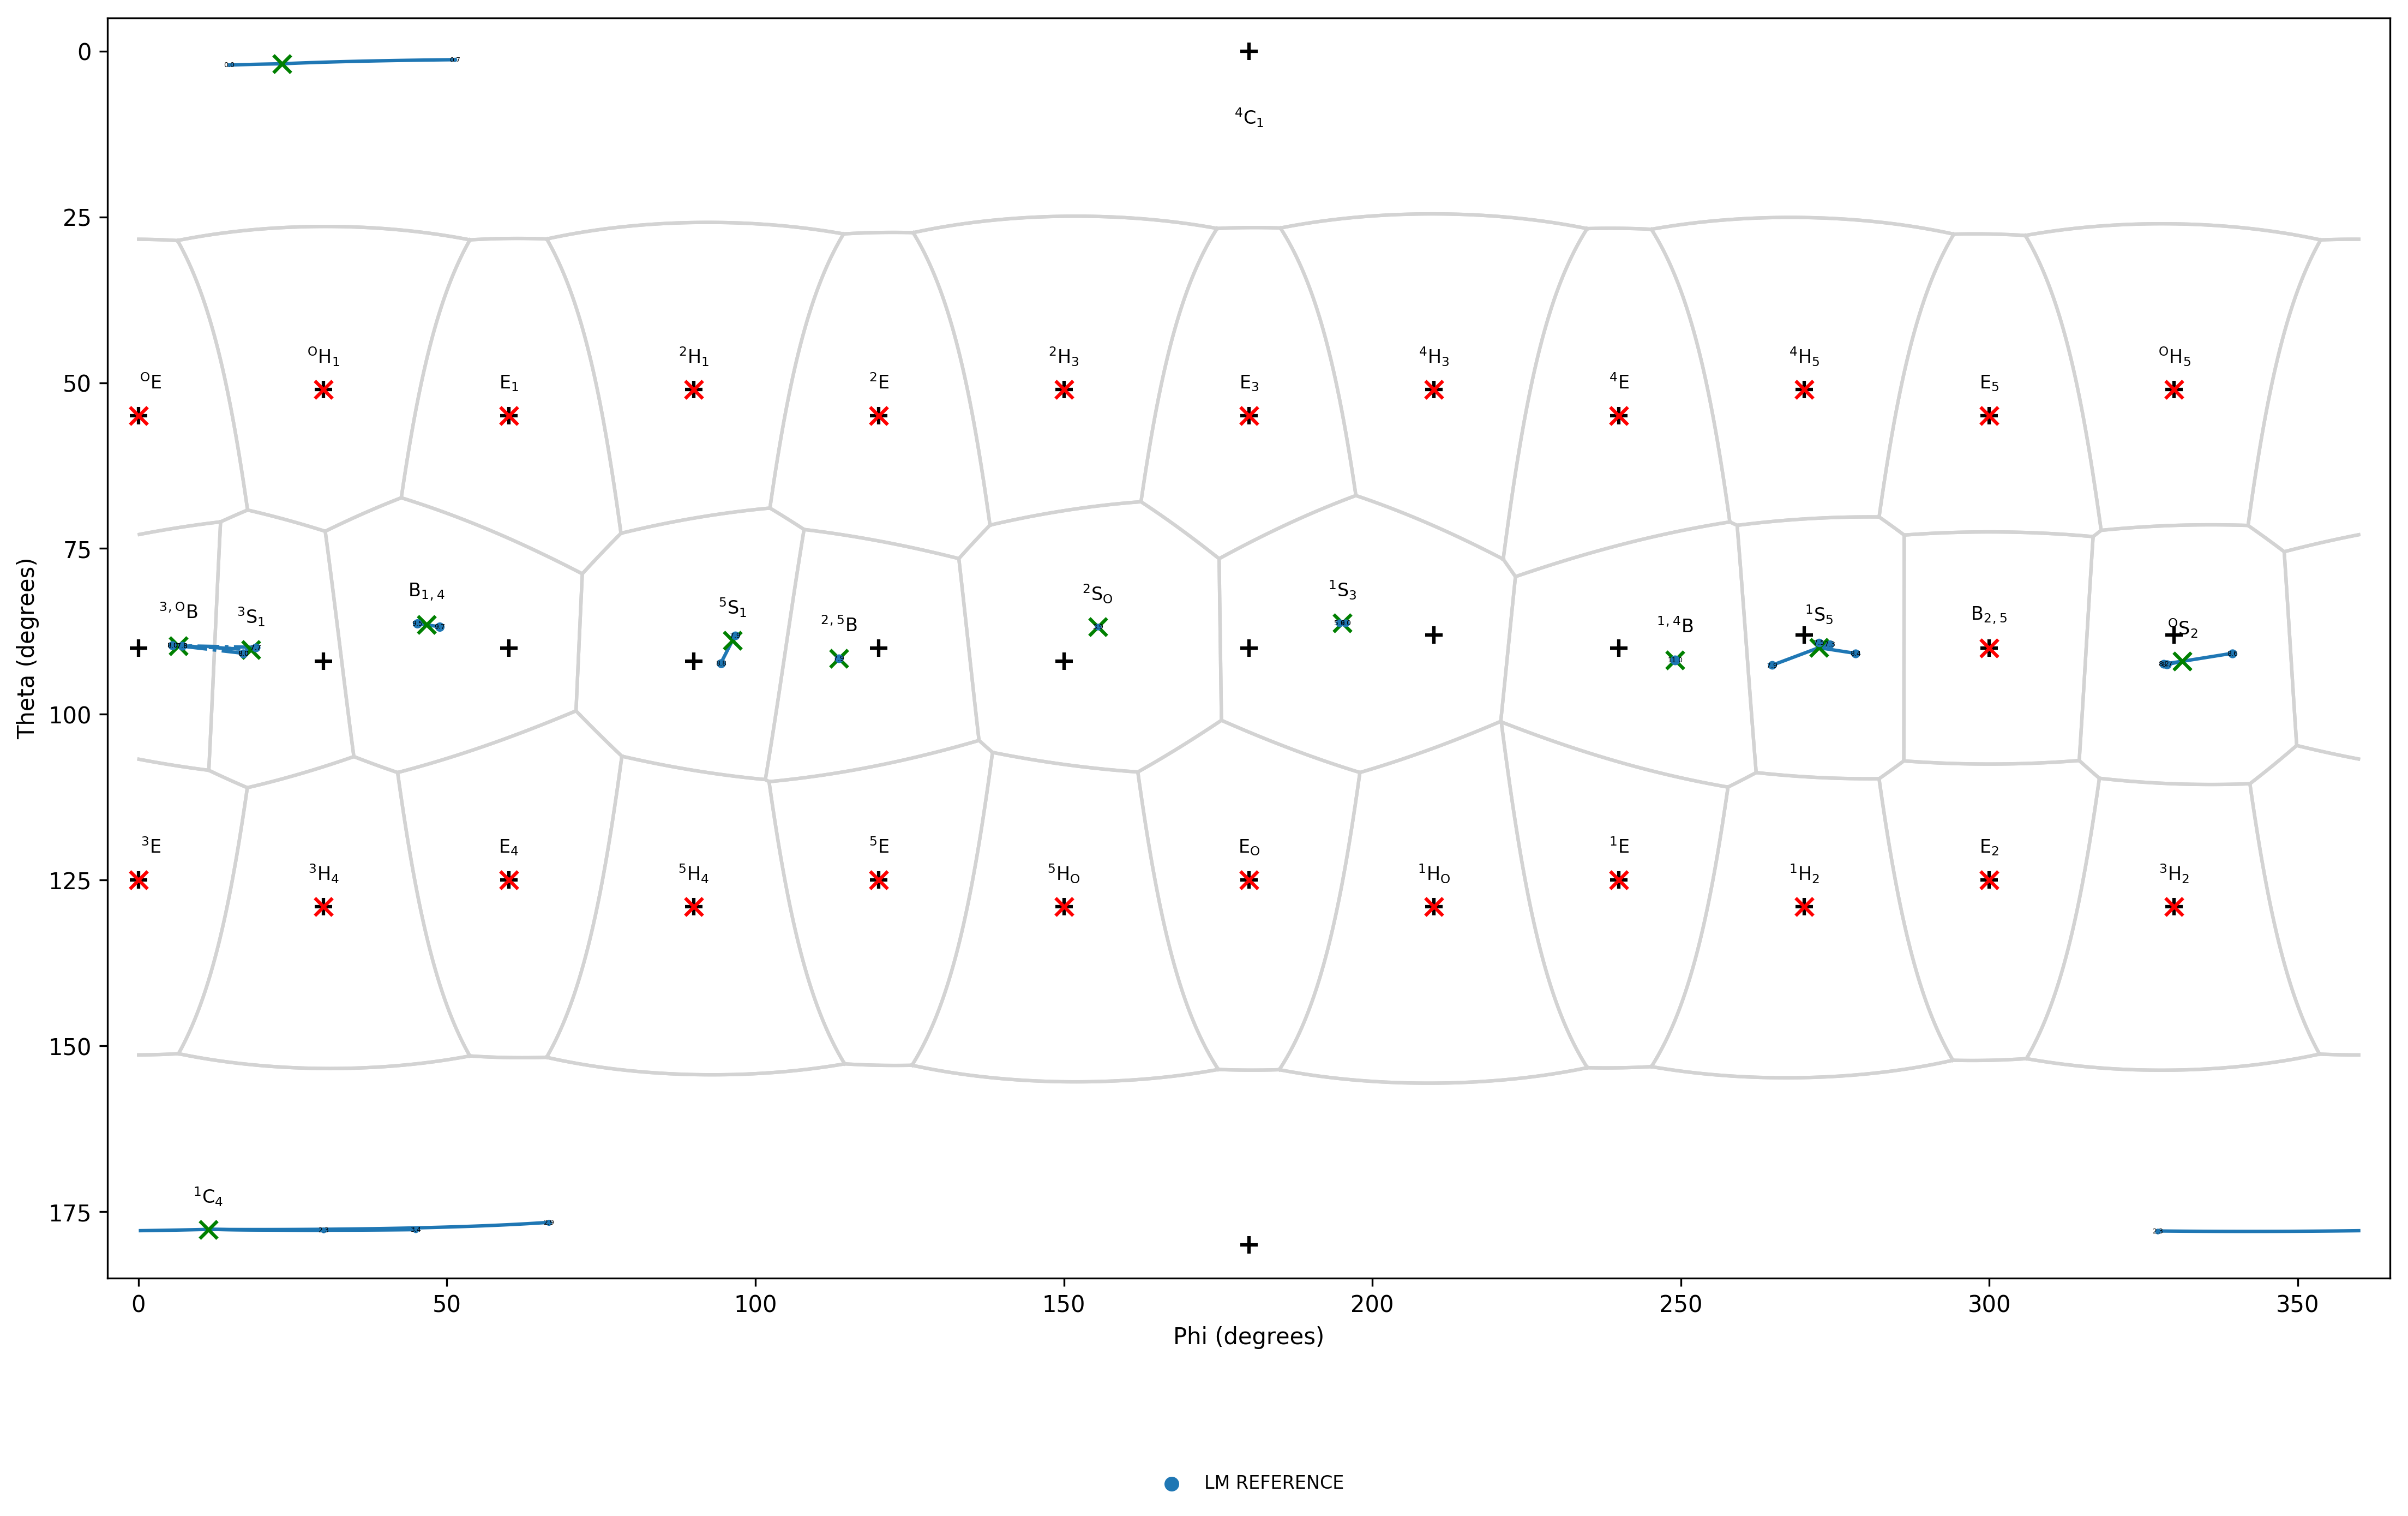 0
⁴C₁
25
ᴼH₁ ²H₁ ²H₃ ⁴H₃ ⁴H₅ ᴼH₅
50
ᴼE E₁ ²E E₃ ⁴E E₅
75
³,ᴼB ³S₁ B₁,₄ ⁵S₁ ²,⁵B ²Sₒ ¹S₃ ¹,⁴B ¹S₅ B₂,₅ ᴼS₂
Theta (degrees)
100
³E E₄ ⁵E Eₒ ¹E E₂
125
³H₄ ⁵H₄ ⁵Hₒ ¹Hₒ ¹H₂ ³H₂
150
¹C₄
175
0 50 100 150 200 250 300 350
Phi (degrees)
LM REFERENCE